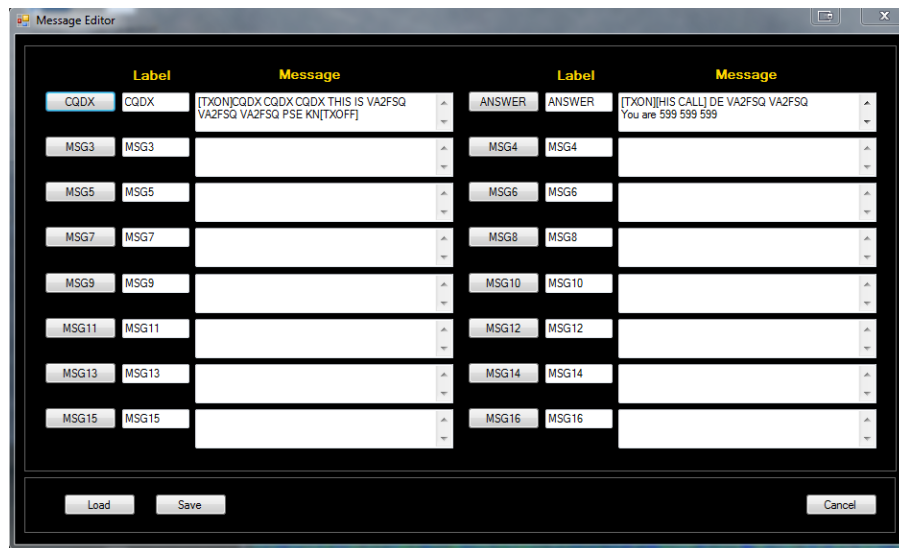 Message Editor
Label Message Label Message
CQDX CQDX [TXON]CQDX CQDX CQDX THIS IS VA2FSQ
VA2FSQ VA2FSQ PSE KN[TXOFF]
ANSWER ANSWER [TXON][HIS CALL] DE VA2FSQ VA2FSQ
You are 599 599 599
MSG3 MSG3 MSG4 MSG4
MSG5 MSG5 MSG6 MSG6
MSG7 MSG7 MSG8 MSG8
MSG9 MSG9 MSG10 MSG10
MSG11 MSG11 MSG12 MSG12
MSG13 MSG13 MSG14 MSG14
MSG15 MSG15 MSG16 MSG16
Load Save Cancel